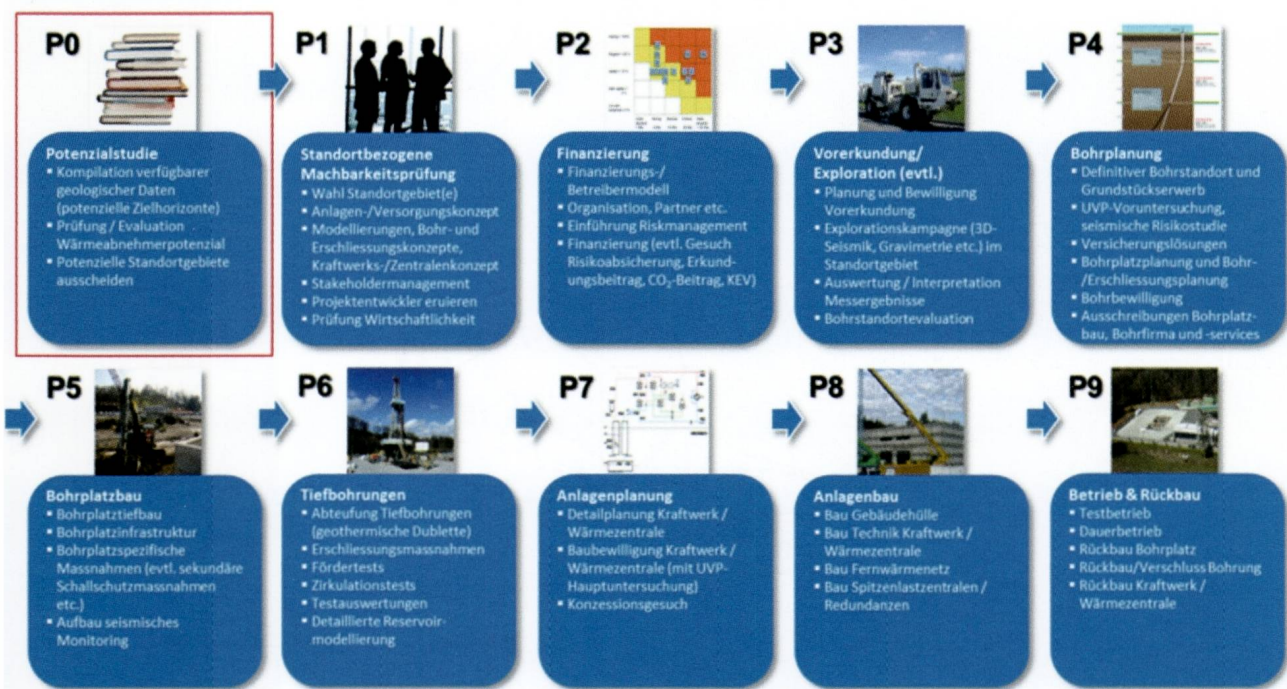 P0
Potenzialstudie
▪ Kompilation verfügbarer
geologischer Daten
(potenzielle Zielhorizonte)
▪ Prüfung / Evaluation
Wärmeabnehmerpotenzial
▪ Potenzielle Standortgebiete
ausscheiden
P1
Standortbezogene
Machbarkeitsprüfung
▪ Wahl Standortgebiet(e)
▪ Anlagen-/Versorgungskonzept
▪ Modellierungen, Bohr- und
Erschliessungskonzepte,
Kraftwerks-/Zentralenkonzept
▪ Stakeholdermanagement
▪ Projektentwickler eruieren
▪ Prüfung Wirtschaftlichkeit
P2
Finanzierung
▪ Finanzierungs-/
Betreibermodell
▪ Organisation, Partner etc.
▪ Einführung Riskmanagement
▪ Finanzierung (evtl. Gesuch
Risikoabsicherung, Erkund-
ungsbeitrag, CO₂-Beitrag, KEV)
P3
Vorerkundung/
Exploration (evtl.)
▪ Planung und Bewilligung
Vorerkundung
▪ Explorationskampagne (3D-
Seismik, Gravimetrie etc.) im
Standortgebiet
▪ Auswertung / Interpretation
Messergebnisse
▪ Bohrstandortevaluation
P4
Bohrplanung
▪ Definitiver Bohrstandort und
Grundstückserwerb
▪ UVP-Voruntersuchung,
seismische Risikostudie
▪ Versicherungslösungen
▪ Bohrplatzplanung und Bohr-
/Erschliessungsplanung
▪ Bohrbewilligung
▪ Ausschreibungen Bohrplatz-
bau, Bohrfirma und -services
P5
Bohrplatzbau
▪ Bohrplatztiefbau
▪ Bohrplatzinfrastruktur
▪ Bohrplatzspezifische
Massnahmen (evtl. sekundäre
Schallschutzmassnahmen
etc.)
▪ Aufbau seismisches
Monitoring
P6
Tiefbohrungen
▪ Abteufung Tiefbohrungen
(geothermische Dublette)
▪ Erschliessungsmassnahmen
▪ Fördertests
▪ Zirkulationstests
▪ Testauswertungen
▪ Detaillierte Reservoir-
modellierung
P7
Anlagenplanung
▪ Detailplanung Kraftwerk /
Wärmezentrale
▪ Baubewilligung Kraftwerk /
Wärmezentrale (mit UVP-
Hauptuntersuchung)
▪ Konzessionsgesuch
P8
Anlagenbau
▪ Bau Gebäudehülle
▪ Bau Technik Kraftwerk /
Wärmezentrale
▪ Bau Fernwärmenetz
▪ Bau Spitzenlastzentralen /
Redundanzen
P9
Betrieb & Rückbau
▪ Testbetrieb
▪ Dauerbetrieb
▪ Rückbau Bohrplatz
▪ Rückbau/Verschluss Bohrung
▪ Rückbau Kraftwerk /
Wärmezentrale